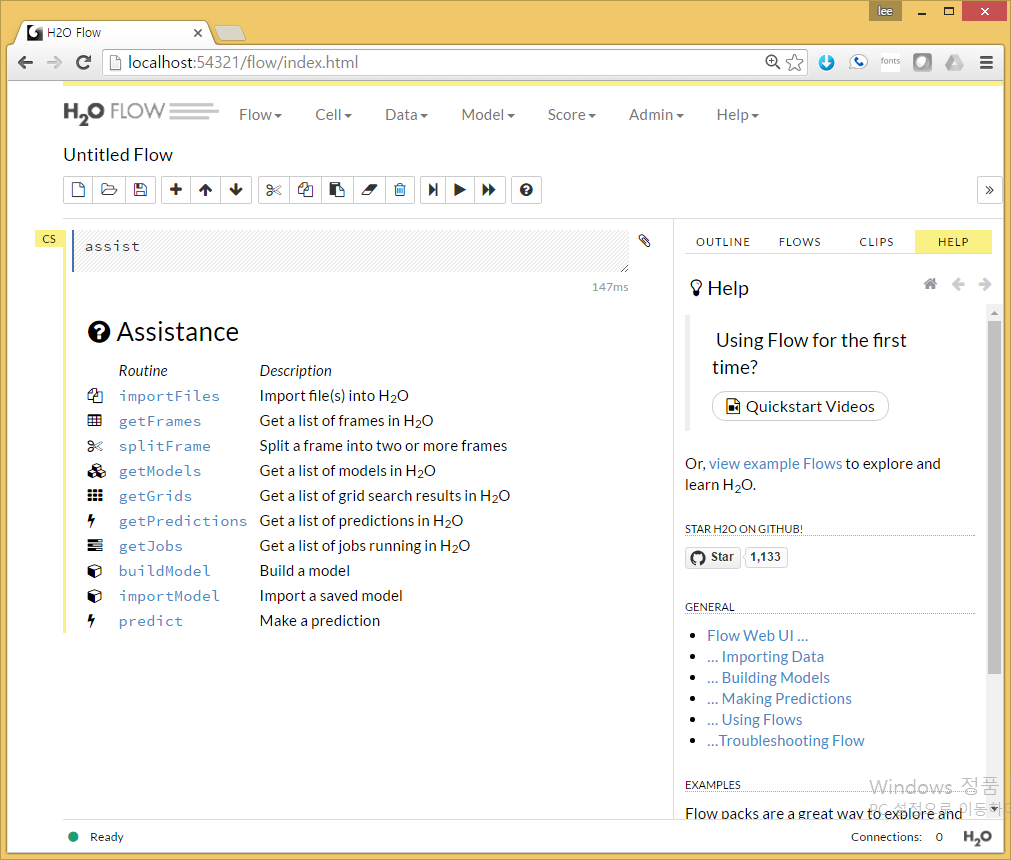 lee
H2O Flow
localhost:54321/flow/index.html
fonts
H2O FLOW
Flow Cell Data Model Score Admin Help
Untitled Flow
CS
assist
147ms
Assistance
Routine Description
importFiles Import file(s) into H2O
getFrames Get a list of frames in H2O
splitFrame Split a frame into two or more frames
getModels Get a list of models in H2O
getGrids Get a list of grid search results in H2O
getPredictions Get a list of predictions in H2O
getJobs Get a list of jobs running in H2O
buildModel Build a model
importModel Import a saved model
predict Make a prediction
OUTLINE FLOWS CLIPS HELP
Help
Using Flow for the first
time?
Quickstart Videos
Or, view example Flows to explore and
learn H2O.
STAR H2O ON GITHUB!
Star 1,133
GENERAL
Flow Web UI ...
... Importing Data
... Building Models
... Making Predictions
... Using Flows
...Troubleshooting Flow
EXAMPLES
Windows 정품
Flow packs are a great way to explore and
PC 설정으로 이동하
Ready
Connections: 0 H2O